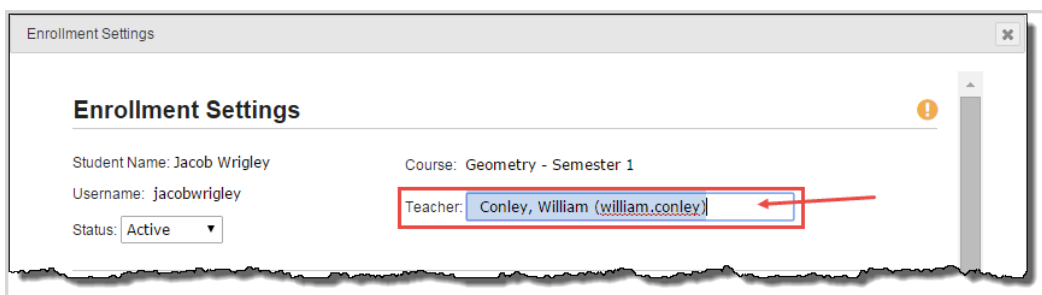 Enrollment Settings
Enrollment Settings
Student Name: Jacob Wrigley
Course: Geometry - Semester 1
Username: jacobwrigley
Teacher: Conley, William (william.conley)
Status: Active